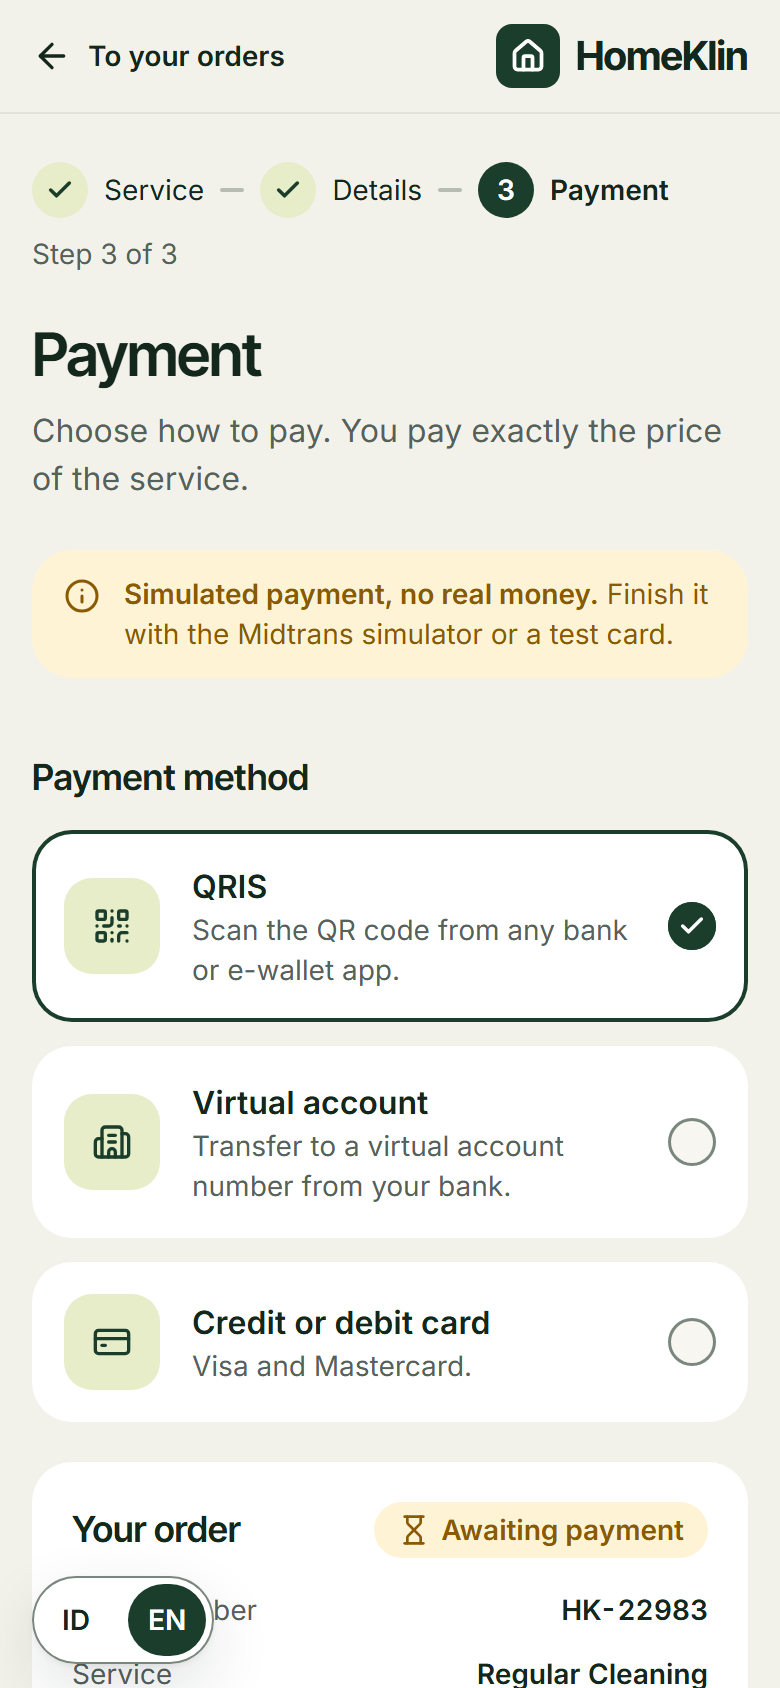 To your orders
HomeKlin
Service
Details
3
Payment
Step 3 of 3
Payment
Choose how to pay. You pay exactly the price
of the service.
Simulated payment, no real money. Finish it
with the Midtrans simulator or a test card.
Payment method
QRIS
Scan the QR code from any bank
or e-wallet app.
Virtual account
Transfer to a virtual account
number from your bank.
Credit or debit card
Visa and Mastercard.
Your order
Awaiting payment
ID
EN
HK-22983
Service
Regular Cleaning